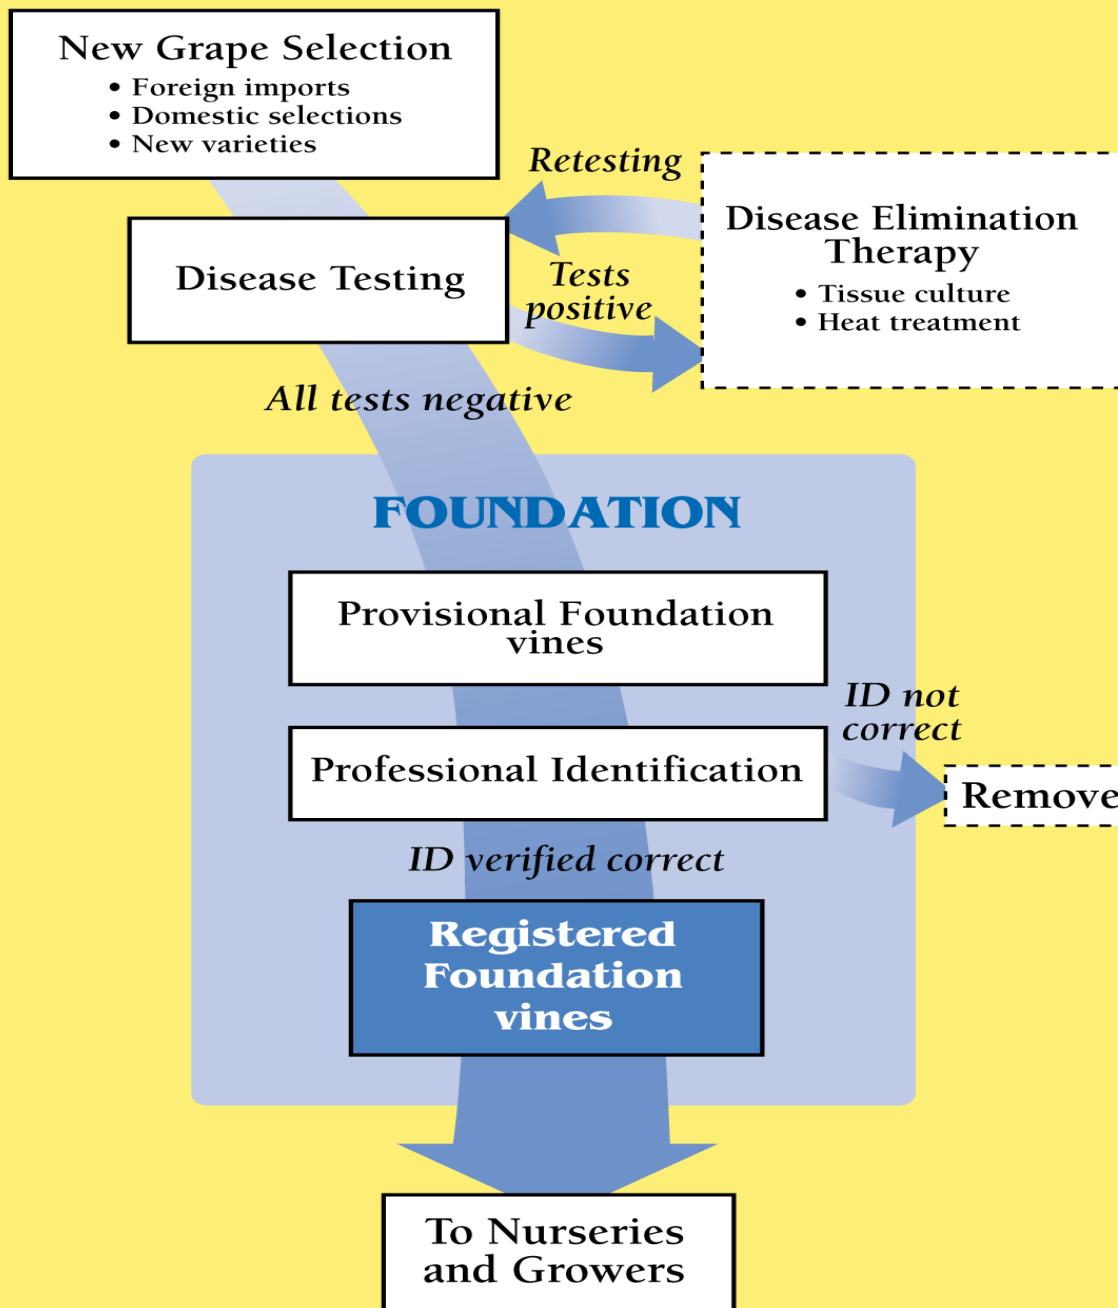 New Grape Selection
• Foreign imports
• Domestic selections
• New varieties
Retesting
Disease Elimination
Therapy
• Tissue culture
• Heat treatment
Disease Testing
Tests
positive
All tests negative
FOUNDATION
Provisional Foundation
vines
ID not
correct
Professional Identification
Remove
ID verified correct
Registered
Foundation
vines
To Nurseries
and Growers